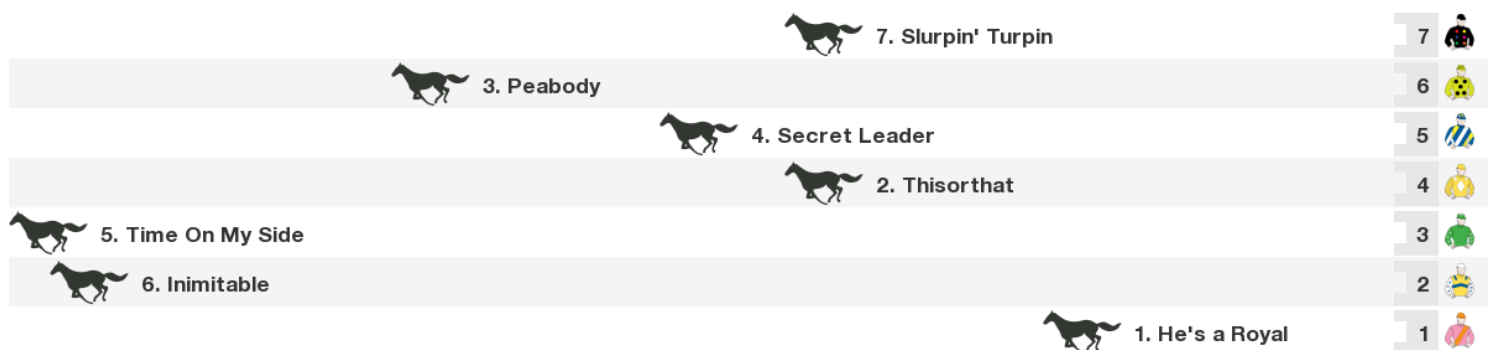 7. Slurpin' Turpin 7
3. Peabody 6
4. Secret Leader 5
2. Thisorthat 4
5. Time On My Side 3
6. Inimitable 2
1. He's a Royal 1